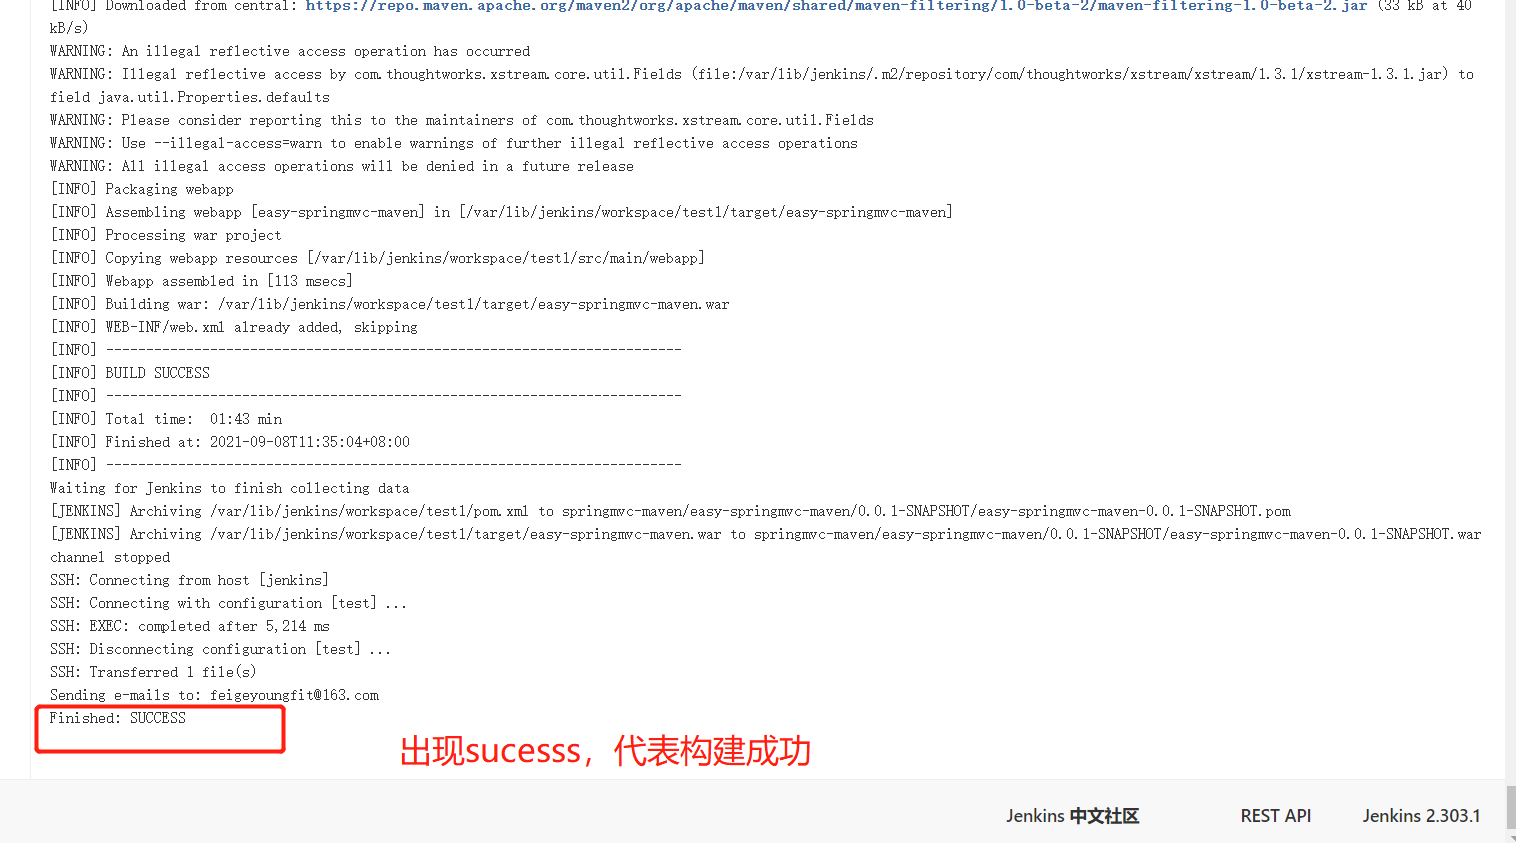 [INFO] Downloaded from central: https://repo.maven.apache.org/maven2/org/apache/maven/shared/maven-filtering/1.0-beta-2/maven-filtering-1.0-beta-2.jar (33 kB at 40
kB/s)
WARNING: An illegal reflective access operation has occurred
WARNING: Illegal reflective access by com.thoughtworks.xstream.core.util.Fields (file:/var/lib/jenkins/.m2/repository/com/thoughtworks/xstream/xstream/1.3.1/xstream-1.3.1.jar) to
field java.util.Properties.defaults
WARNING: Please consider reporting this to the maintainers of com.thoughtworks.xstream.core.util.Fields
WARNING: Use --illegal-access=warn to enable warnings of further illegal reflective access operations
WARNING: All illegal access operations will be denied in a future release
[INFO] Packaging webapp
[INFO] Assembling webapp [easy-springmvc-maven] in [/var/lib/jenkins/workspace/test1/target/easy-springmvc-maven]
[INFO] Processing war project
[INFO] Copying webapp resources [/var/lib/jenkins/workspace/test1/src/main/webapp]
[INFO] Webapp assembled in [113 msecs]
[INFO] Building war: /var/lib/jenkins/workspace/test1/target/easy-springmvc-maven.war
[INFO] WEB-INF/web.xml already added, skipping
[INFO] ------------------------------------------------------------------------
[INFO] BUILD SUCCESS
[INFO] ------------------------------------------------------------------------
[INFO] Total time:  01:43 min
[INFO] Finished at: 2021-09-08T11:35:04+08:00
[INFO] ------------------------------------------------------------------------
Waiting for Jenkins to finish collecting data
[JENKINS] Archiving /var/lib/jenkins/workspace/test1/pom.xml to springmvc-maven/easy-springmvc-maven/0.0.1-SNAPSHOT/easy-springmvc-maven-0.0.1-SNAPSHOT.pom
[JENKINS] Archiving /var/lib/jenkins/workspace/test1/target/easy-springmvc-maven.war to springmvc-maven/easy-springmvc-maven/0.0.1-SNAPSHOT/easy-springmvc-maven-0.0.1-SNAPSHOT.war
channel stopped
SSH: Connecting from host [jenkins]
SSH: Connecting with configuration [test] ...
SSH: EXEC: completed after 5,214 ms
SSH: Disconnecting configuration [test] ...
SSH: Transferred 1 file(s)
Sending e-mails to: feigeyoungfit@163.com
Finished: SUCCESS
出现sucesss，代表构建成功
Jenkins 中文社区 REST API Jenkins 2.303.1